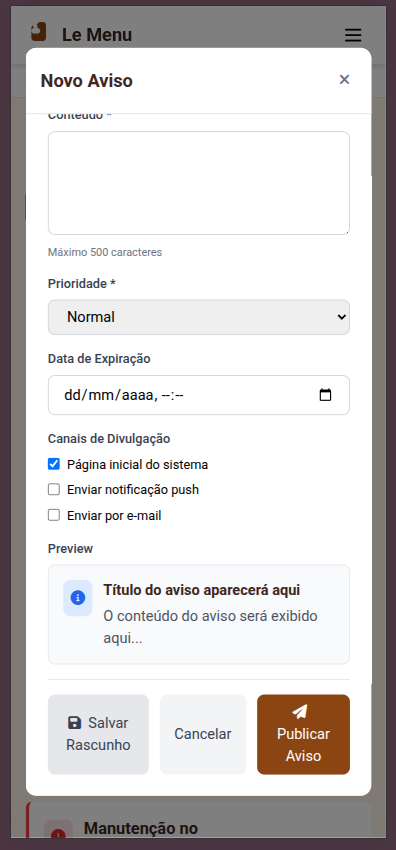 Le Menu
Novo Aviso
×
Conteúdo *
Máximo 500 caracteres
Prioridade *
Normal
Data de Expiração
dd/mm/aaaa, --:--
Canais de Divulgação
Página inicial do sistema
Enviar notificação push
Enviar por e-mail
Preview
Título do aviso aparecerá aqui
O conteúdo do aviso será exibido
aqui...
Salvar
Rascunho
Cancelar
Publicar
Aviso
Manutenção no